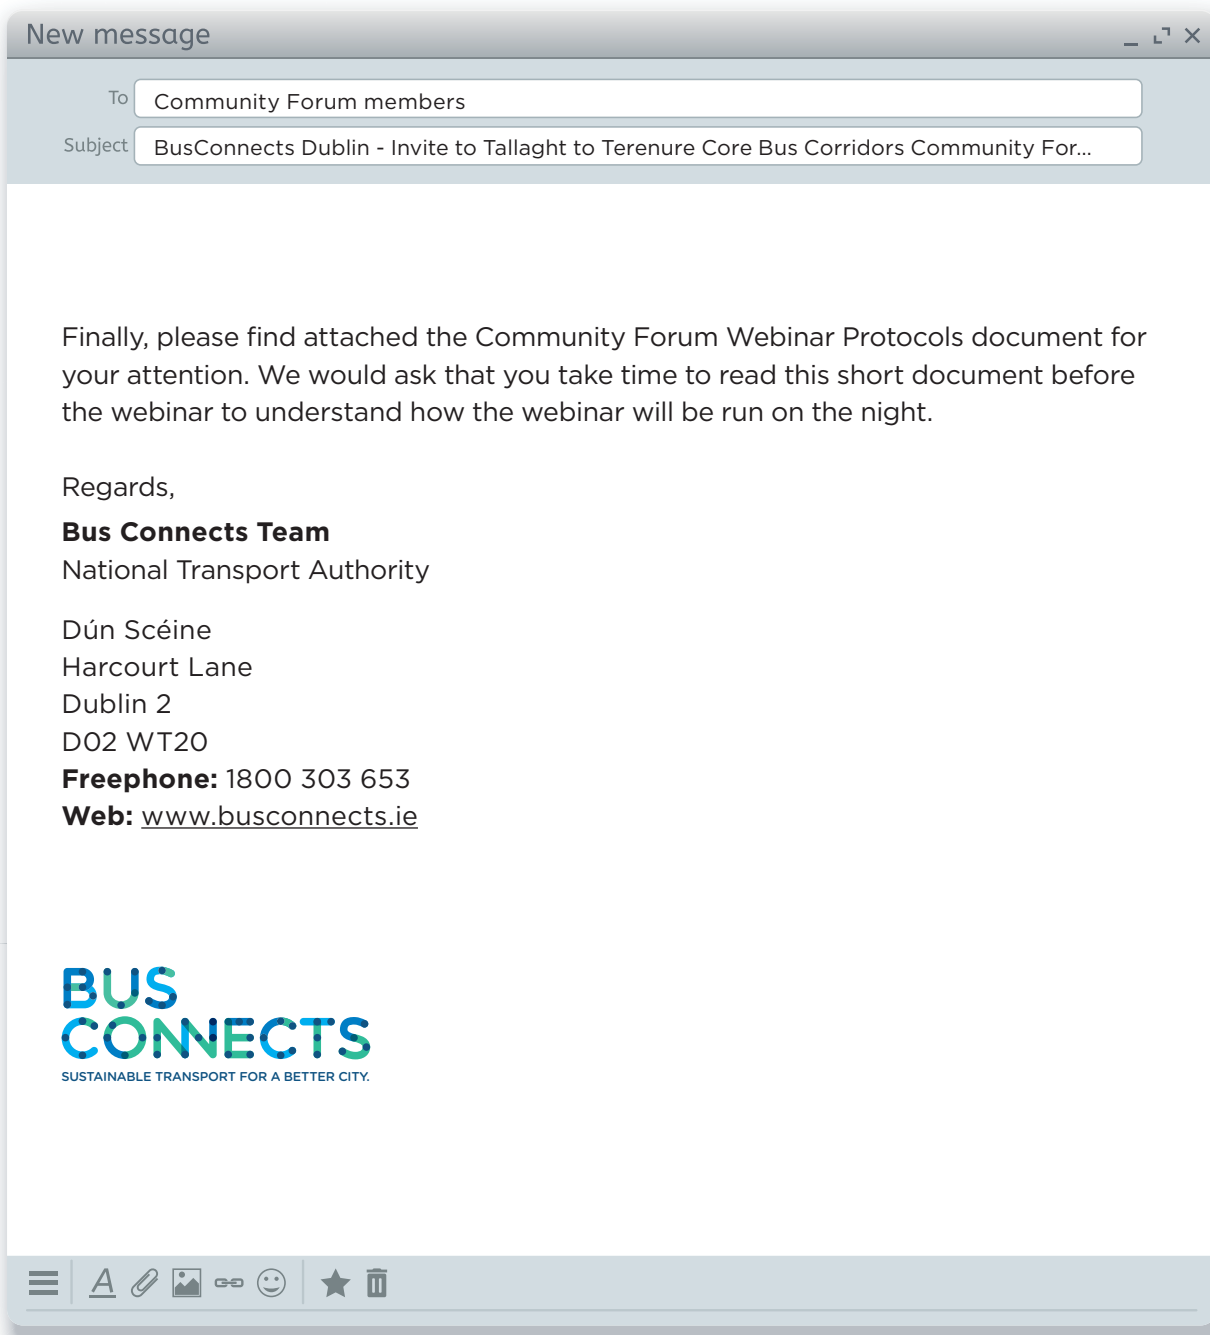 New message
To Community Forum members
Subject BusConnects Dublin - Invite to Tallaght to Terenure Core Bus Corridors Community For...
Finally, please find attached the Community Forum Webinar Protocols document for
your attention. We would ask that you take time to read this short document before
the webinar to understand how the webinar will be run on the night.
Regards,
Bus Connects Team
National Transport Authority
Dún Scéine
Harcourt Lane
Dublin 2
D02 WT20
Freephone: 1800 303 653
Web: www.busconnects.ie
BUS
CONNECTS
SUSTAINABLE TRANSPORT FOR A BETTER CITY.
A